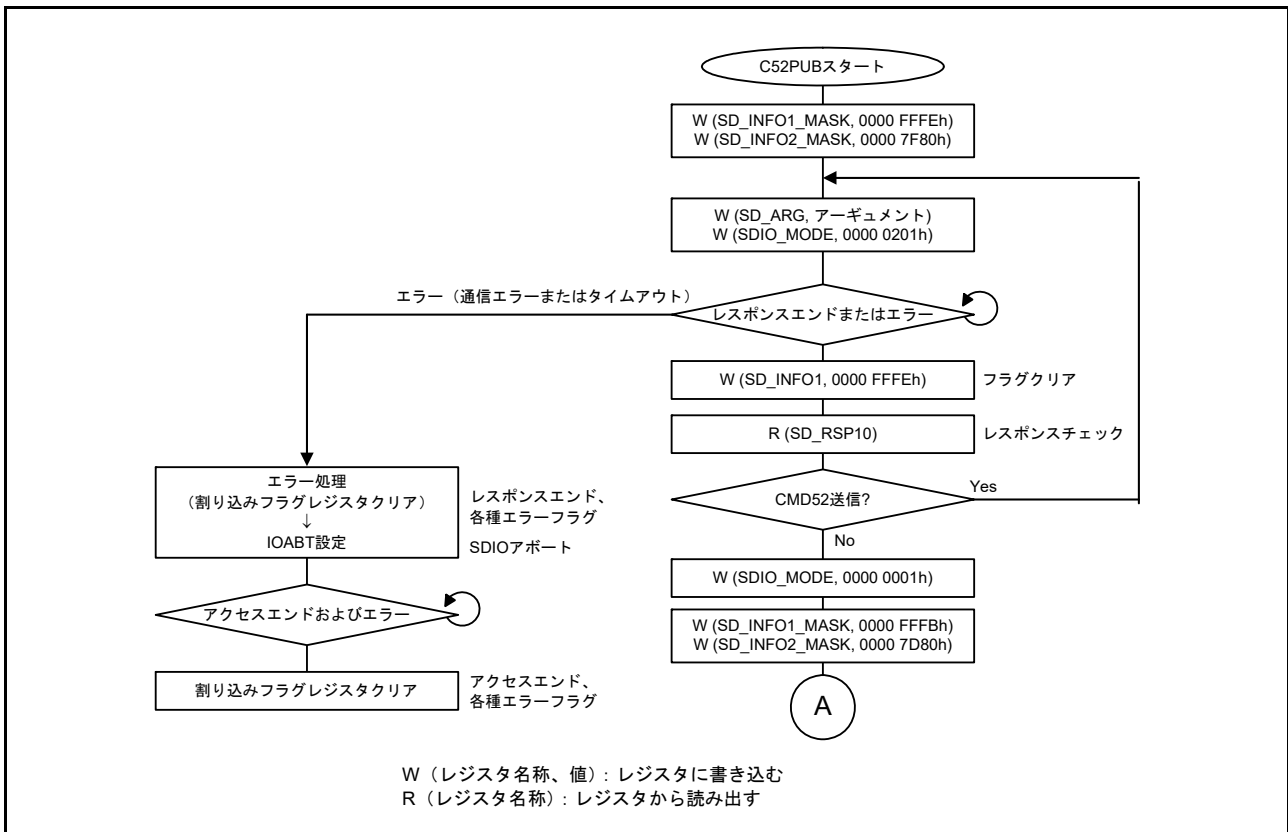 C52PUBスタート
W (SD_INFO1_MASK, 0000 FFFEh)
W (SD_INFO2_MASK, 0000 7F80h)
W (SD_ARG, アーギュメント)
W (SDIO_MODE, 0000 0201h)
エラー（通信エラーまたはタイムアウト）
レスポンスエンドまたはエラー
W (SD_INFO1, 0000 FFFEh)
フラグクリア
R (SD_RSP10)
レスポンスチェック
CMD52送信?
Yes
No
W (SDIO_MODE, 0000 0001h)
W (SD_INFO1_MASK, 0000 FFFBh)
W (SD_INFO2_MASK, 0000 7D80h)
A
エラー処理
（割り込みフラグレジスタクリア）
↓
IOABT設定
レスポンスエンド、
各種エラーフラグ
SDIOアボート
アクセスエンドおよびエラー
割り込みフラグレジスタクリア
アクセスエンド、
各種エラーフラグ
W（レジスタ名称、値）: レジスタに書き込む
R（レジスタ名称）: レジスタから読み出す